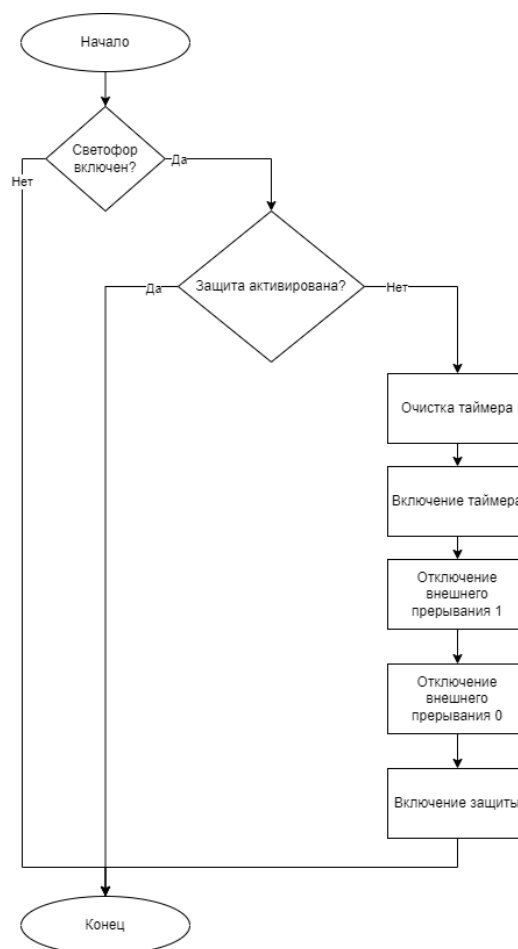 Начало
Светофор
включен?
Да
Нет
Защита активирована?
Да
Нет
Очистка таймера
Включение таймера
Отключение
внешнего
прерывания 1
Отключение
внешнего
прерывания 0
Включение защиты
Конец